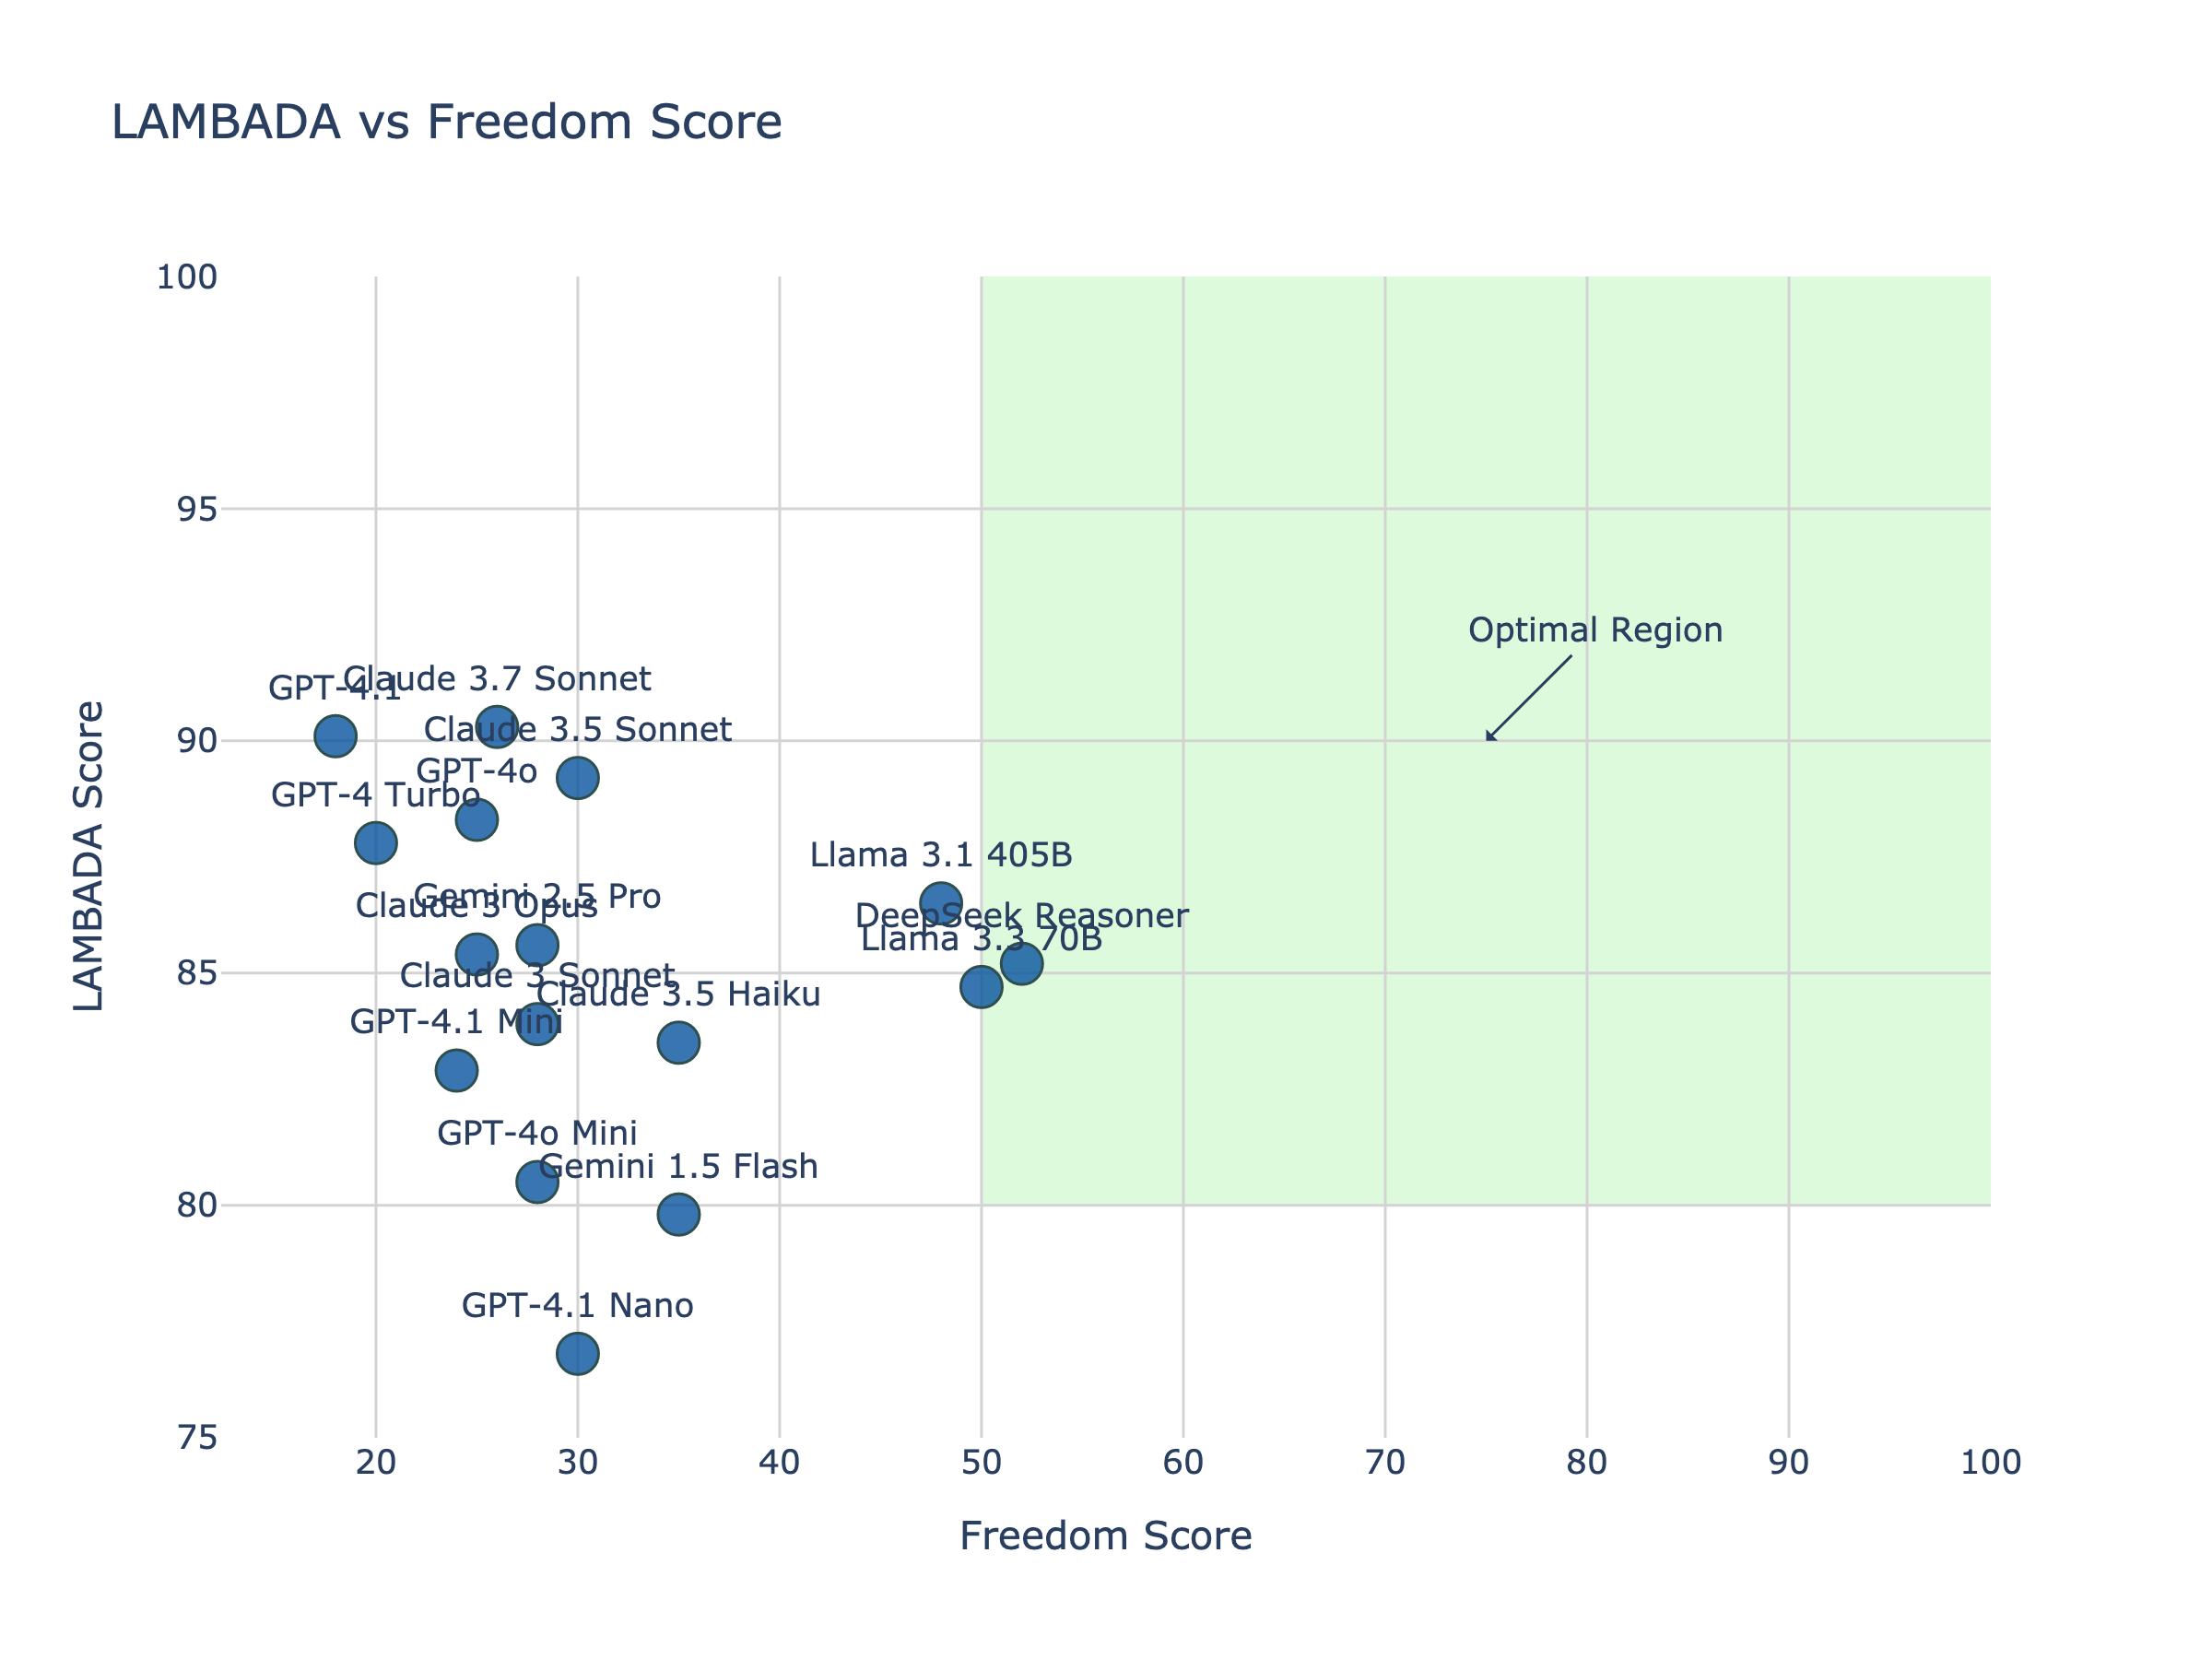 LAMBADA vs Freedom Score
100
95
90
85
80
75
LAMBADA Score
Optimal Region
Claude 3.7 Sonnet
GPT-4.1
Claude 3.5 Sonnet
GPT-4o
GPT-4 Turbo
Llama 3.1 405B
Gemini 2.5 Pro
Claude 3 Opus
DeepSeek Reasoner
Llama 3.3 70B
Claude 3 Sonnet
Claude 3.5 Haiku
GPT-4.1 Mini
GPT-4o Mini
Gemini 1.5 Flash
GPT-4.1 Nano
20 30 40 50 60 70 80 90 100
Freedom Score